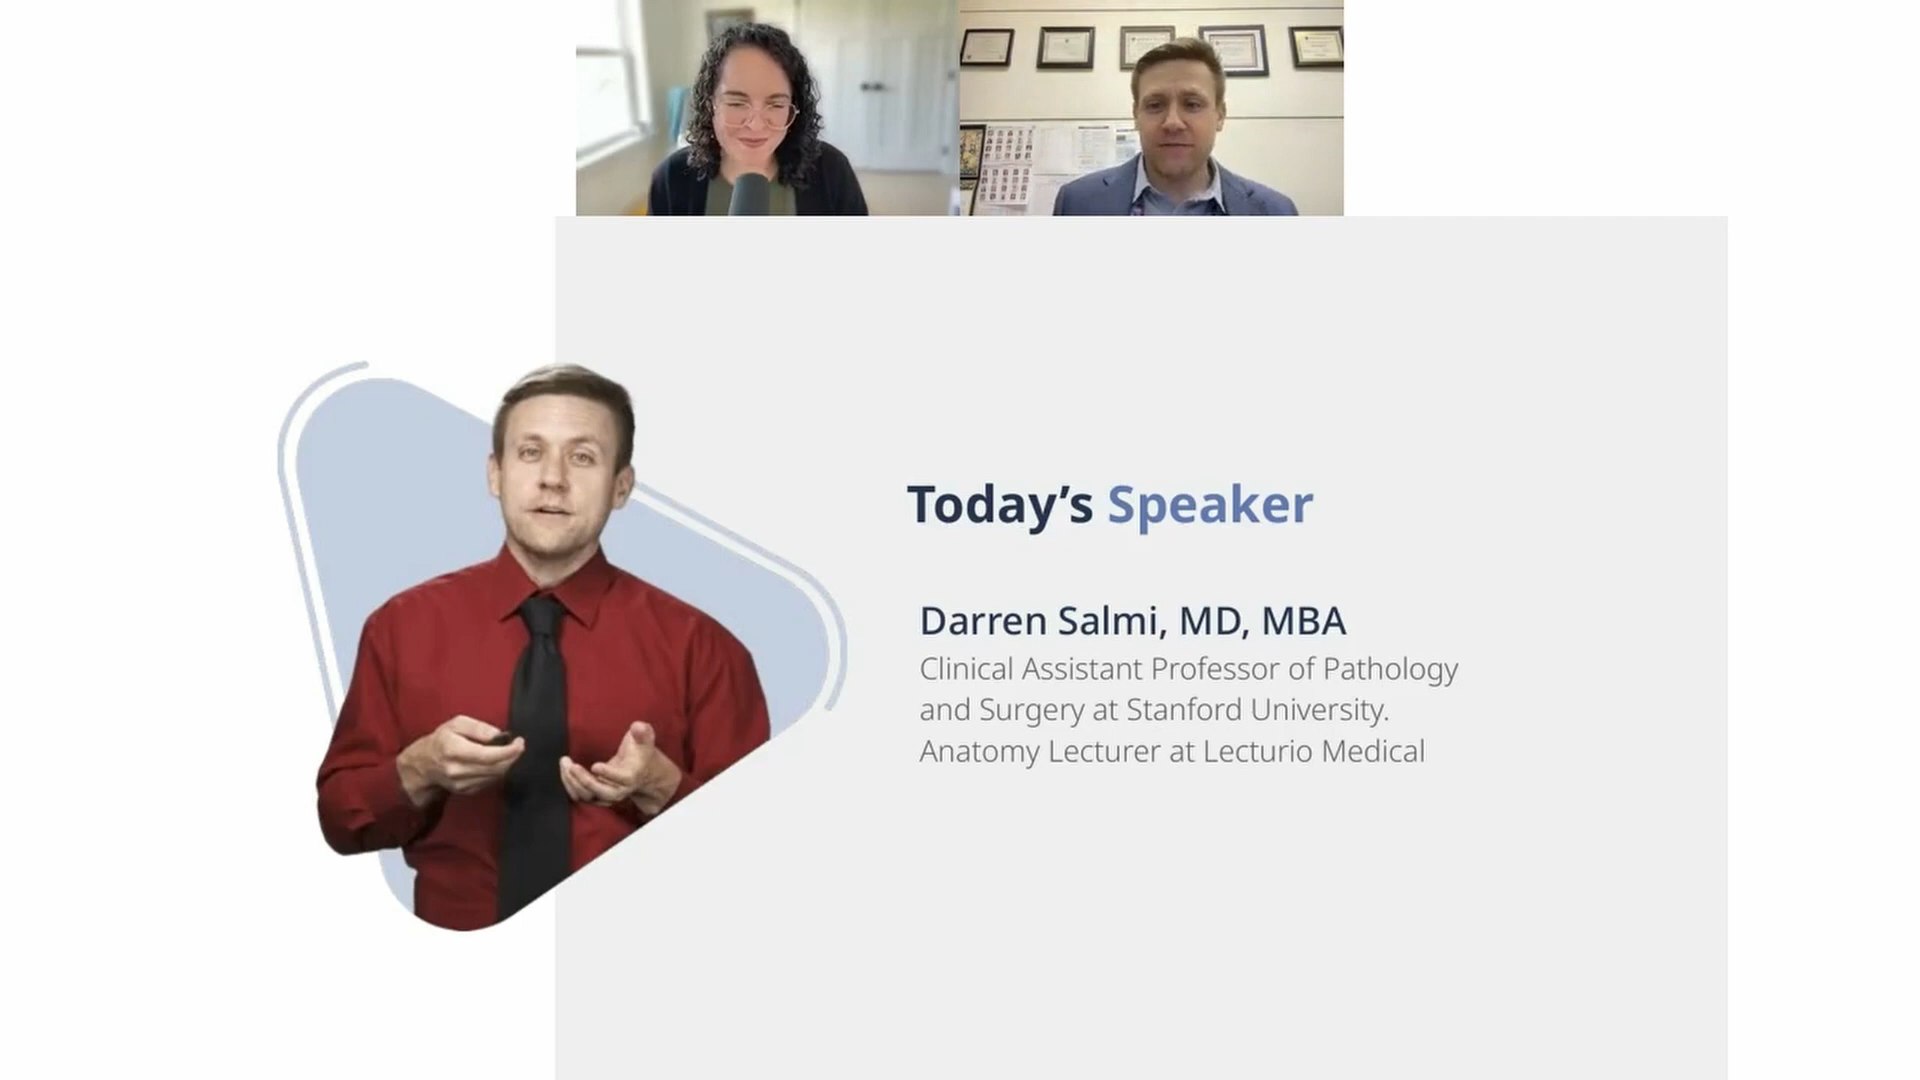 Today’s Speaker
Darren Salmi, MD, MBA
Clinical Assistant Professor of Pathology
and Surgery at Stanford University.
Anatomy Lecturer at Lecturio Medical